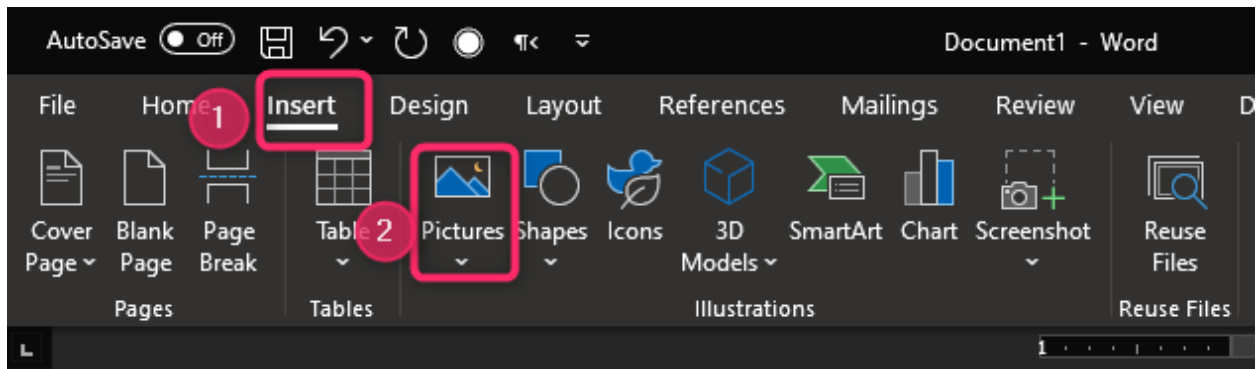 AutoSave Off Document1 - Word
File Home Insert Design Layout References Mailings Review View D
1
2
Cover Blank Page Table Pictures Shapes Icons 3D SmartArt Chart Screenshot Reuse
Page Page Break Models Files
Pages Tables Illustrations Reuse Files
1